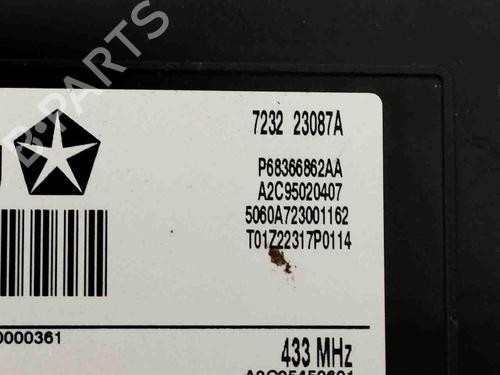 7232 23087A
P68366862AA
A2C95020407
5060A723001162
T01Z22317P0114
0000361
433 MHz
B-PARTS